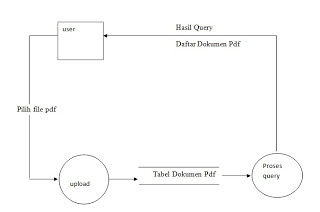 user
Hasil Query
Daftar Dokumen Pdf
Pilih file pdf
upload
Tabel Dokumen Pdf
Proses
query